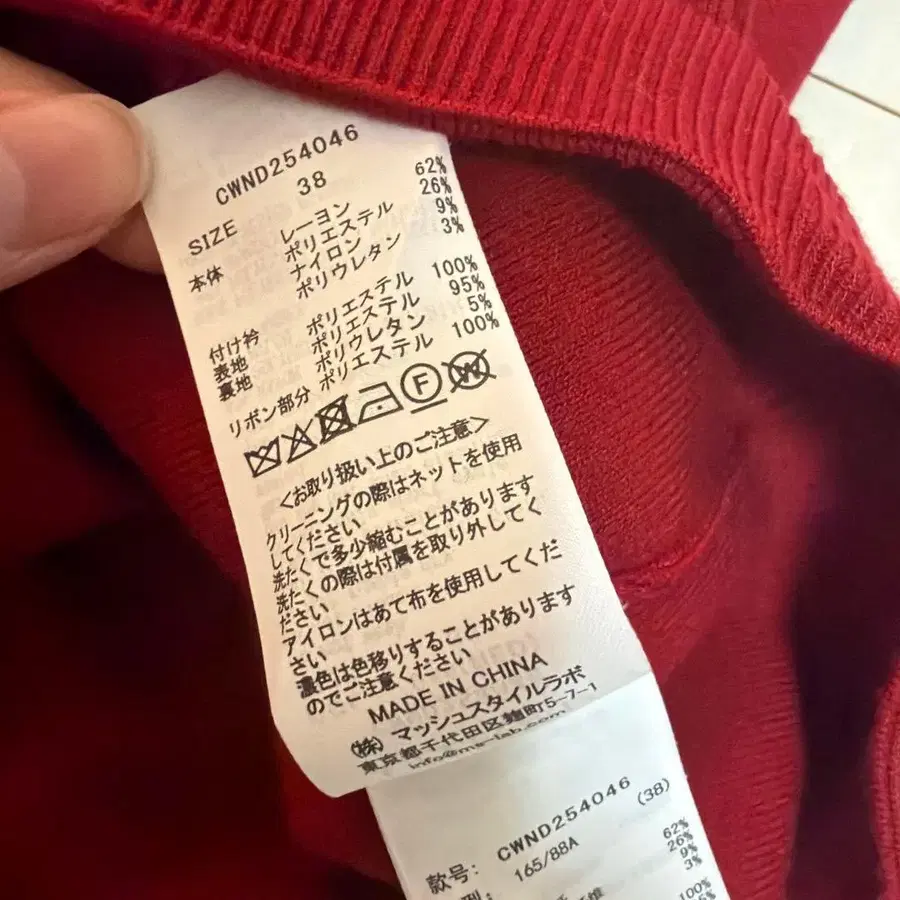 CWND254046
SIZE 38
本体 レーヨン 62%
ポリエステル 26%
ナイロン 9%
ポリウレタン 3%
付け衿
表地 ポリエステル 100%
裏地 ポリエステル 95%
ポリウレタン 5%
リボン部分 ポリエステル 100%
F W
<お取り扱い上のご注意>
クリーニングの際はネットを使用
してください
洗たくで多少縮むことがあります
洗たくの際は付属を取り外してく
ださい
アイロンはあて布を使用してくだ
さい
濃色は色移りすることがあります
のでご注意ください
MADE IN CHINA
(株) マッシュスタイルラボ
東京都千代田区麹町5-7-1
info@ms-lab.com
款号: CWND254046 (38)
165/88A
62%
26%
9%
3%
100%